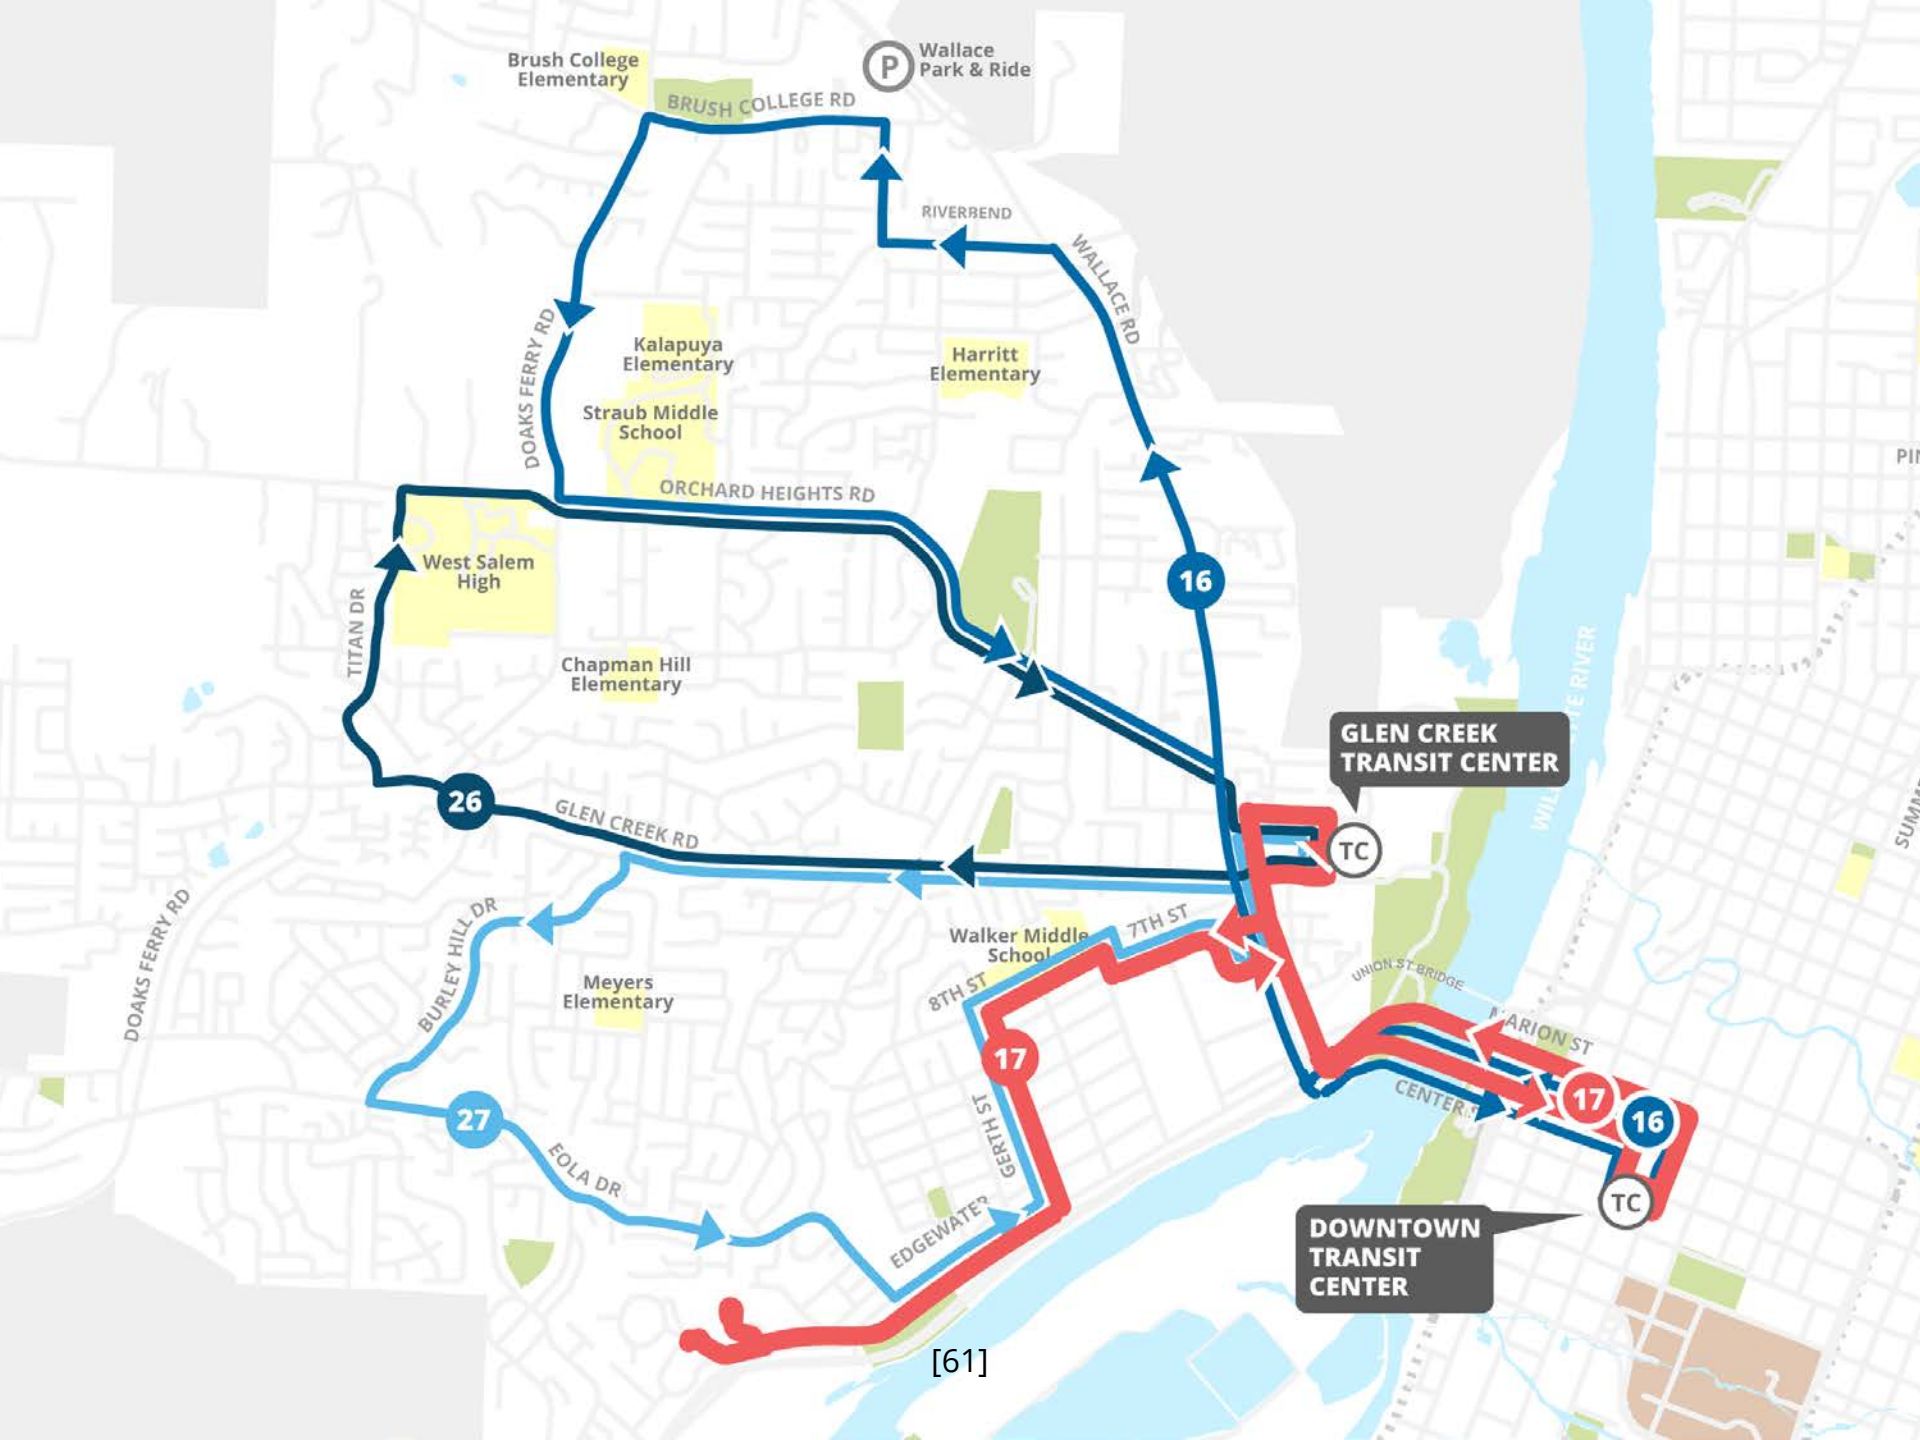 Brush College
Elementary
Wallace
Park & Ride
BRUSH COLLEGE RD
RIVERBEND
WALLACE RD
DOAKS FERRY RD
Kalapuya
Elementary
Harritt
Elementary
Straub Middle
School
ORCHARD HEIGHTS RD
West Salem
High
16
TITAN DR
Chapman Hill
Elementary
GLEN CREEK
TRANSIT CENTER
26
GLEN CREEK RD
TC
DOAKS FERRY RD
BURLEY HILL DR
Walker Middle
School
7TH ST
8TH ST
Meyers
Elementary
UNION ST BRIDGE
MARION ST
17
CENTER
17
16
27
GERTH ST
EOLA DR
EDGEWATER
TC
DOWNTOWN
TRANSIT
CENTER
[61]
P
RIVER